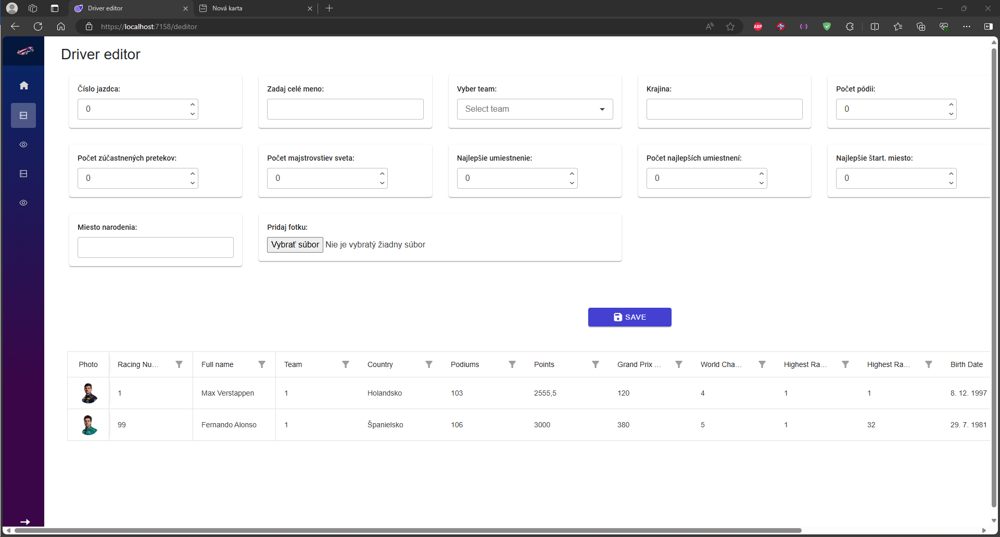 Driver editor
Nová karta
https://localhost:7158/deditor
ABP
Driver editor
Číslo jazdca:
Zadaj celé meno:
Vyber team:
Krajina:
Počet pódii:
0
Select team
0
Počet zúčastnených pretekov:
Počet majstrovstiev sveta:
Najlepšie umiestnenie:
Počet najlepších umiestnení:
Najlepšie štart. miesto:
0
0
0
0
0
Miesto narodenia:
Pridaj fotku:
Vybrať súbor Nie je vybratý žiadny súbor
SAVE
Photo Racing Nu... Full name Team Country Podiums Points Grand Prix ... World Cha... Highest Ra... Highest Ra... Birth Date
1 Max Verstappen 1 Holandsko 103 2555,5 120 4 1 1 8. 12. 1997
99 Fernando Alonso 1 Španielsko 106 3000 380 5 1 32 29. 7. 1981